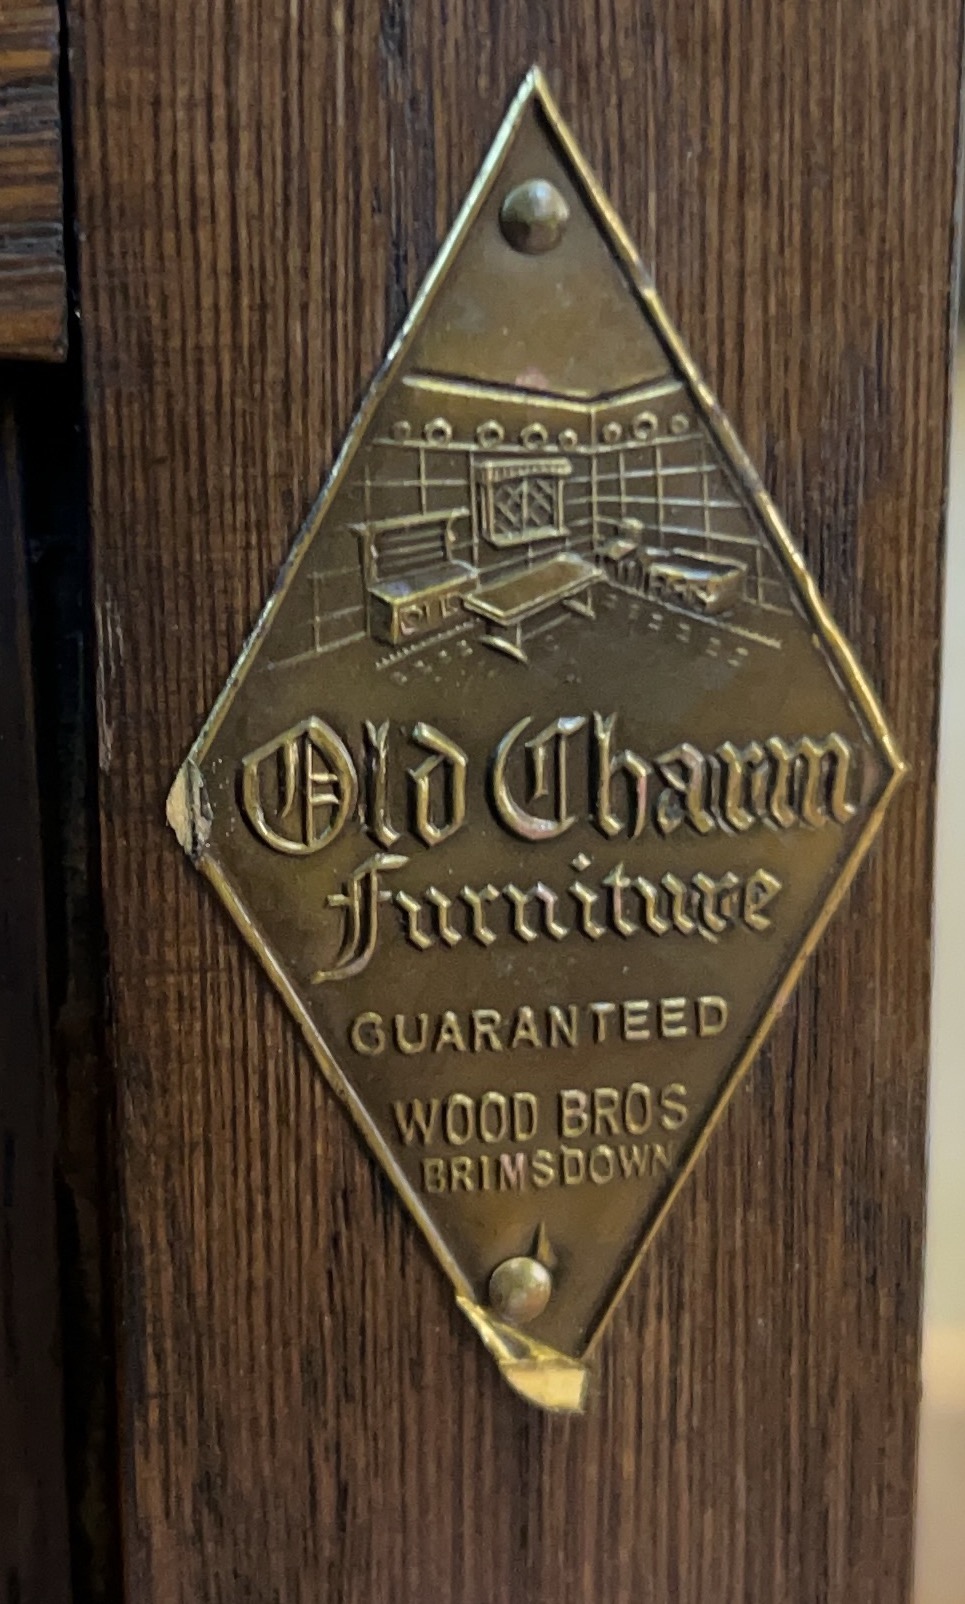 Old Charm
Furniture
GUARANTEED
WOOD BROS
BRIMSDOWN